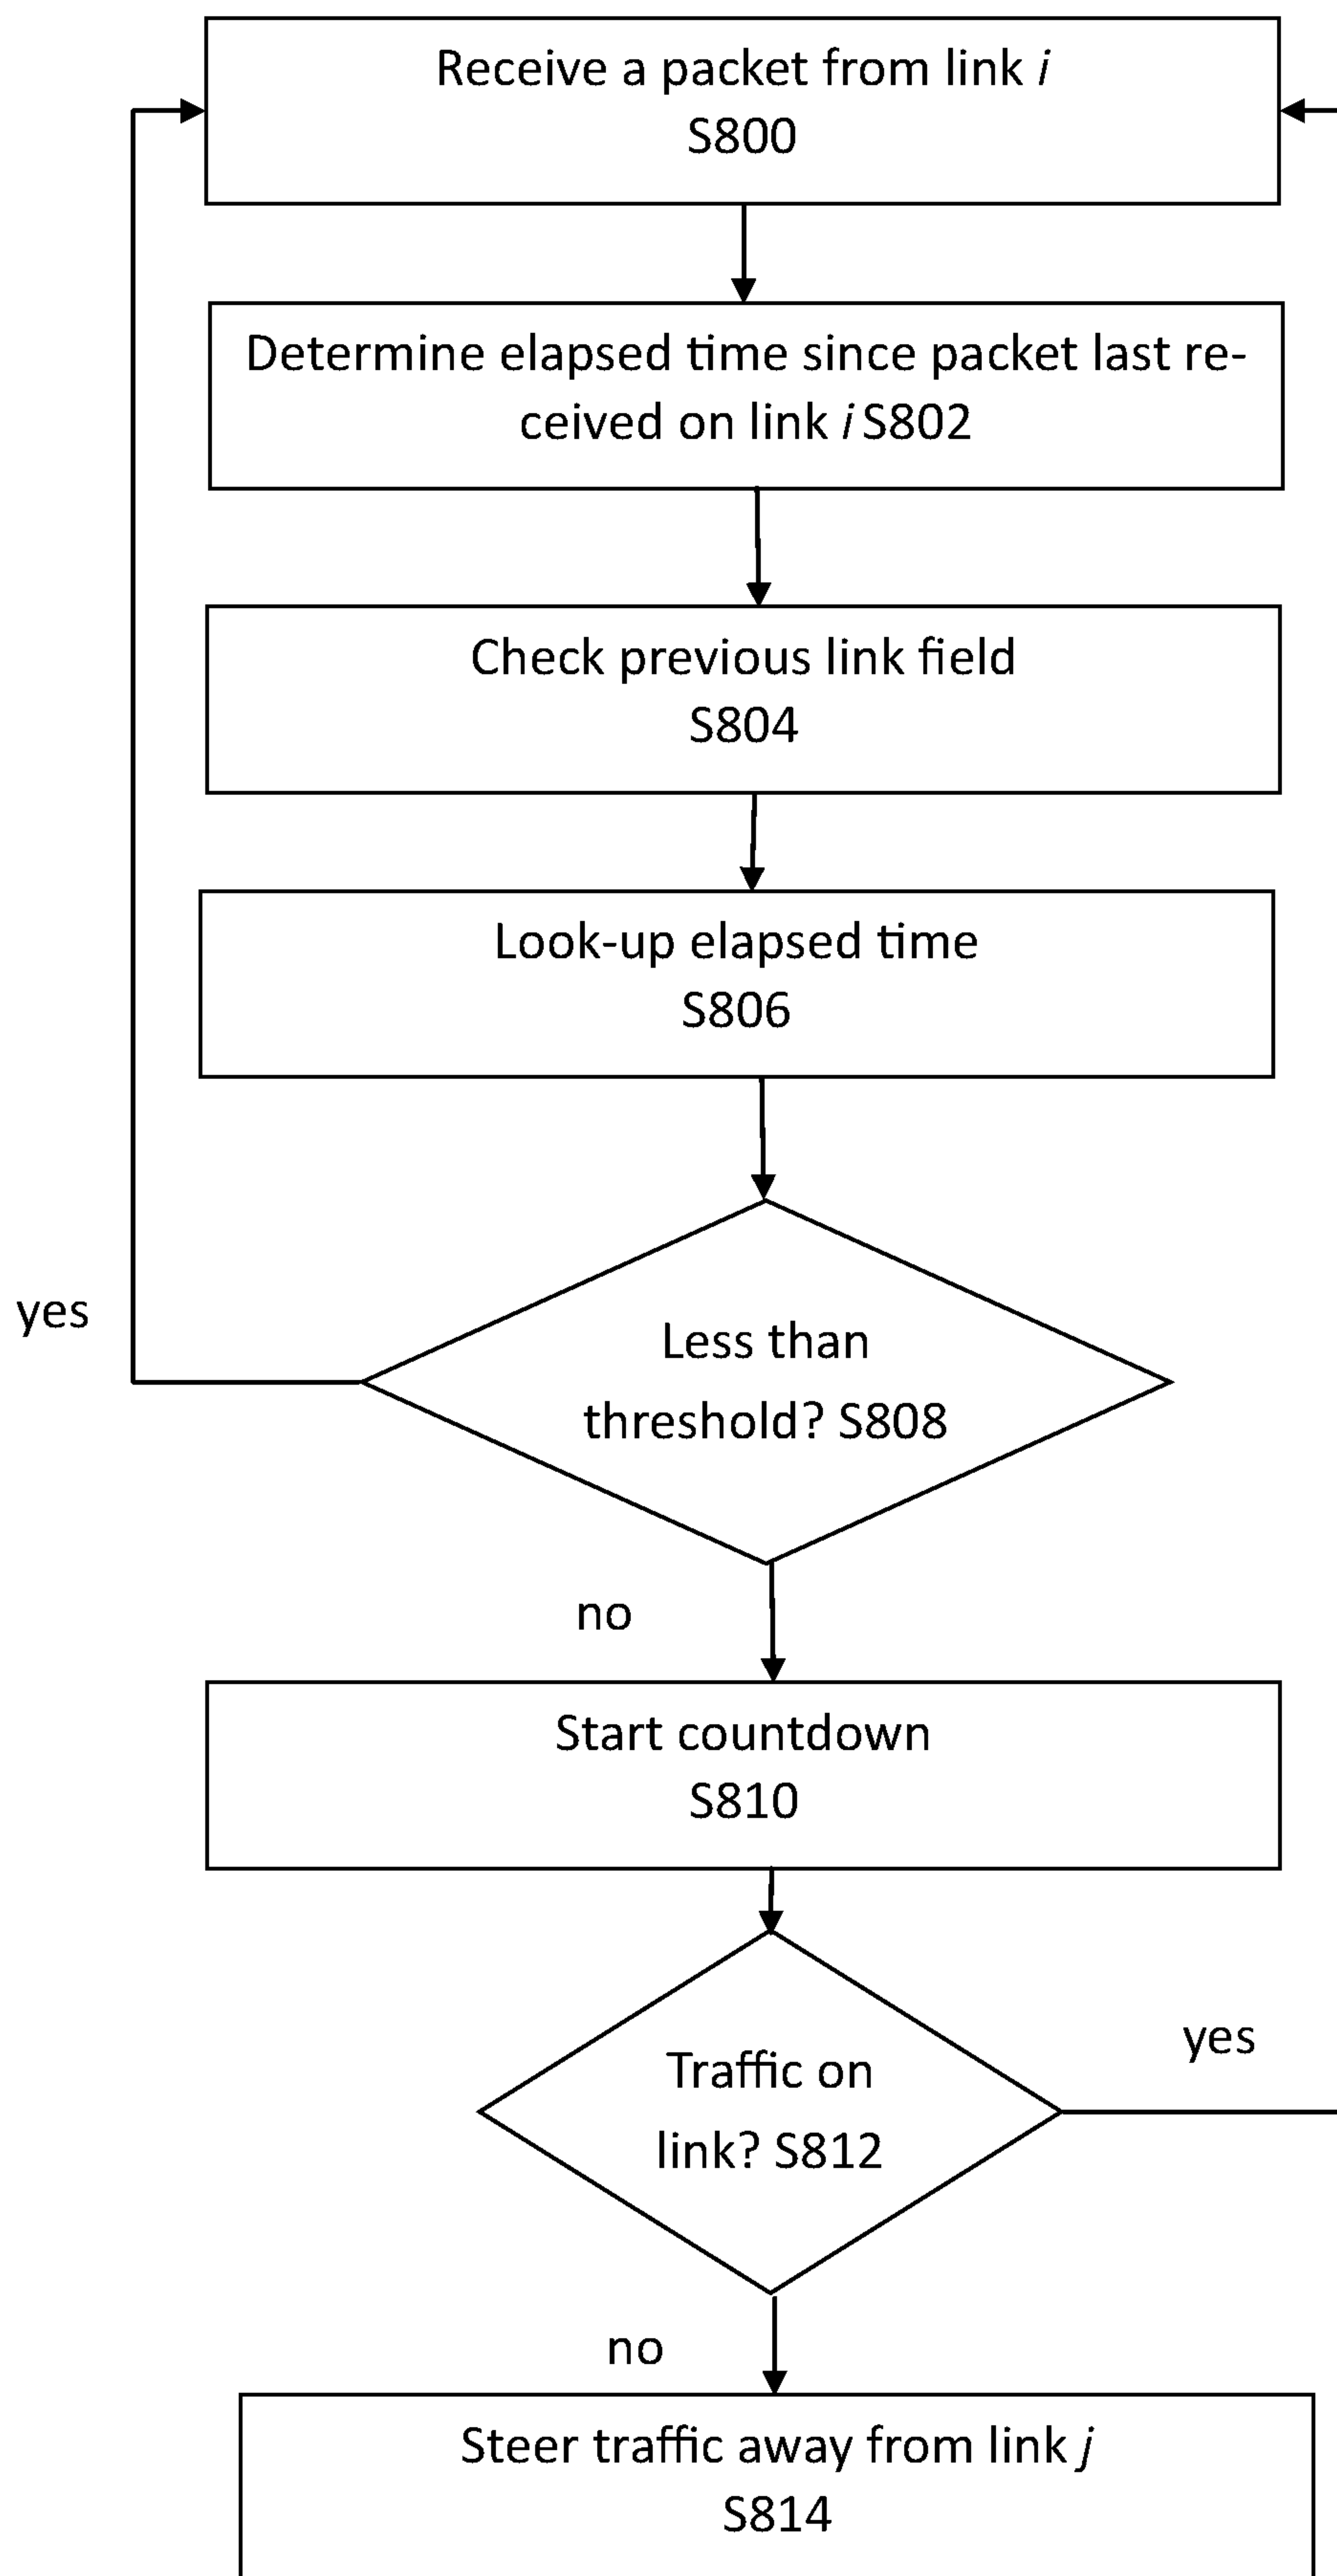 Receive a packet from link i
S800
Determine elapsed time since packet last re-
ceived on link i S802
Check previous link field
S804
Look-up elapsed time
S806
yes
Less than
threshold? S808
no
Start countdown
S810
yes
Traffic on
link? S812
no
Steer traffic away from link j
S814